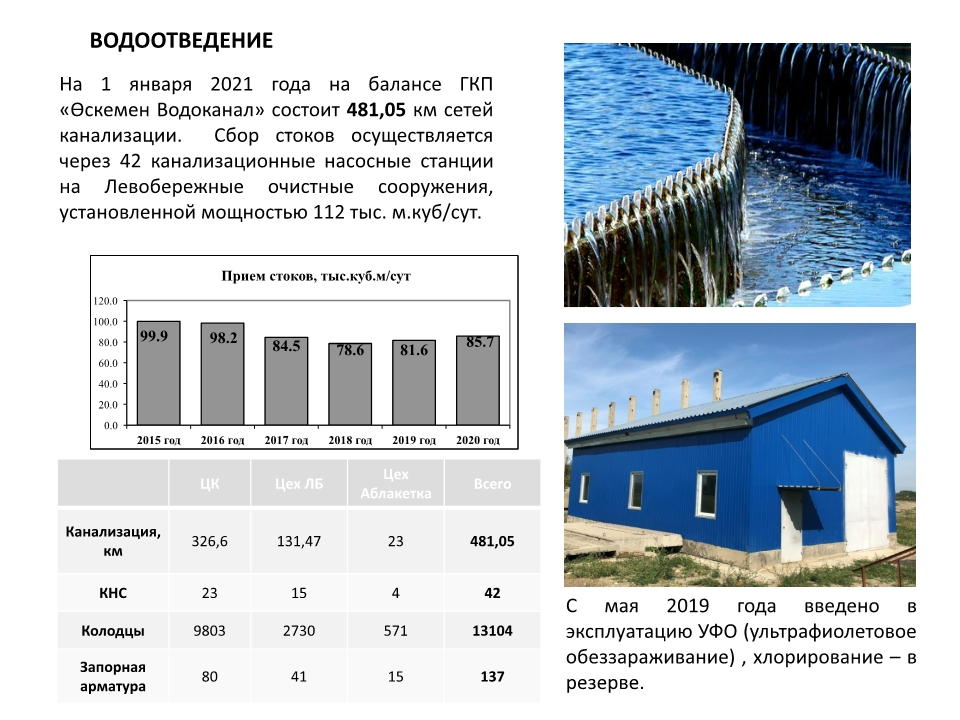 ВОДООТВЕДЕНИЕ
На 1 января 2021 года на балансе ГКП
«Өскемен Водоканал» состоит 481,05 км сетей
канализации. Сбор стоков осуществляется
через 42 канализационные насосные станции
на Левобережные очистные сооружения,
установленной мощностью 112 тыс. м.куб/сут.
Прием стоков, тыс.куб.м/сут
120.0
100.0
80.0
60.0
40.0
20.0
0.0
99.9 98.2 84.5 78.6 81.6 85.7
2015 год 2016 год 2017 год 2018 год 2019 год 2020 год
ЦК Цех ЛБ Цех Аблакетка Всего
Канализация, км 326,6 131,47 23 481,05
КНС 23 15 4 42
Колодцы 9803 2730 571 13104
Запорная арматура 80 41 15 137
С мая 2019 года введено в
эксплуатацию УФО (ультрафиолетовое
обеззараживание) , хлорирование – в
резерве.